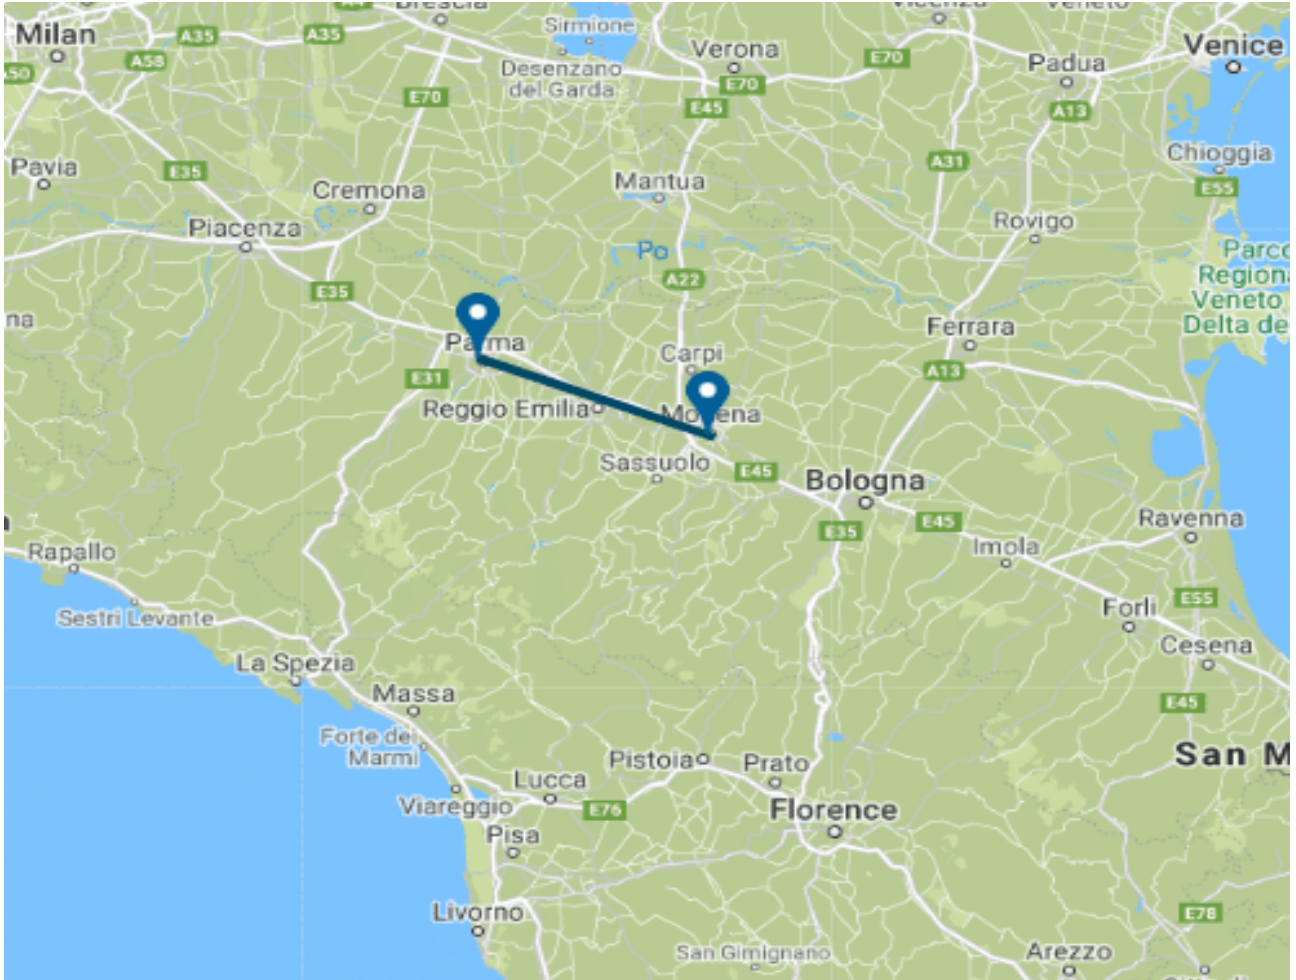 A4
Brescia
Vicenza
Veneto
Milan
A35
A35
Sirmione
Verona
Venice
E70
A50
A58
Desenzano
del Garda
E70
Padua
E70
E45
A13
Pavia
E35
A31
Chioggia
Cremona
Mantua
E55
Piacenza
Rovigo
Po
Parco
Regiona
Veneto
Delta de
E35
A22
na
Parma
Ferrara
Carpi
E31
A13
Reggio Emilia
Modena
Sassuolo
E45
Bologna
E35
E45
Ravenna
Imola
Rapallo
Sestri Levante
E55
Forli
Cesena
La Spezia
Massa
E45
Forte dei
Marmi
Pistoia
Prato
San M
Lucca
Viareggio
E76
Florence
Pisa
Livorno
E78
San Gimignano
Arezzo